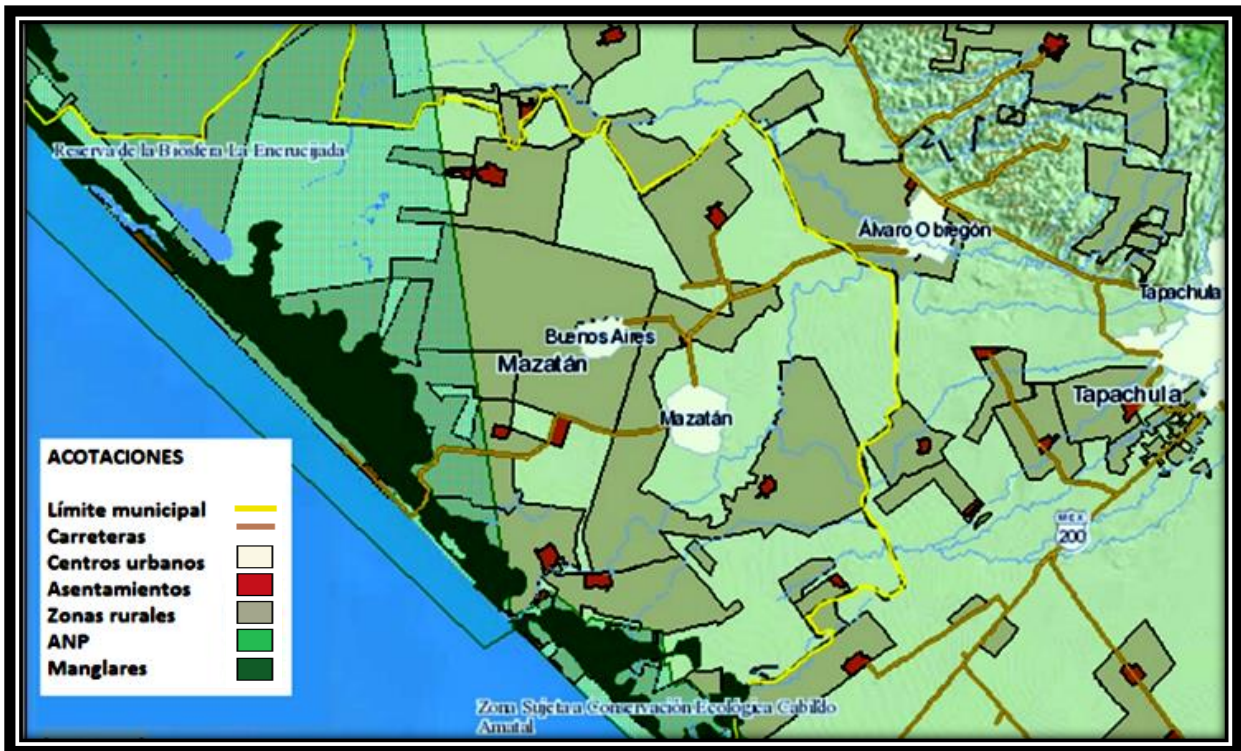 Reserva de la Biosfera La Encrucijada
Álvaro Obregón
Tapachula
Buenos Aires
Mazatán
Mazatán
Tapachula
ACOTACIONES
Límite municipal
Carreteras
Centros urbanos
Asentamientos
Zonas rurales
ANP
Manglares
MEX
200
Zona Sujeta a Conservación Ecológica Cabildo
Amatal